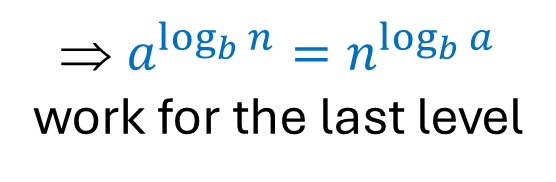 ⇒ a^{log_b n} = n^{log_b a}
work for the last level